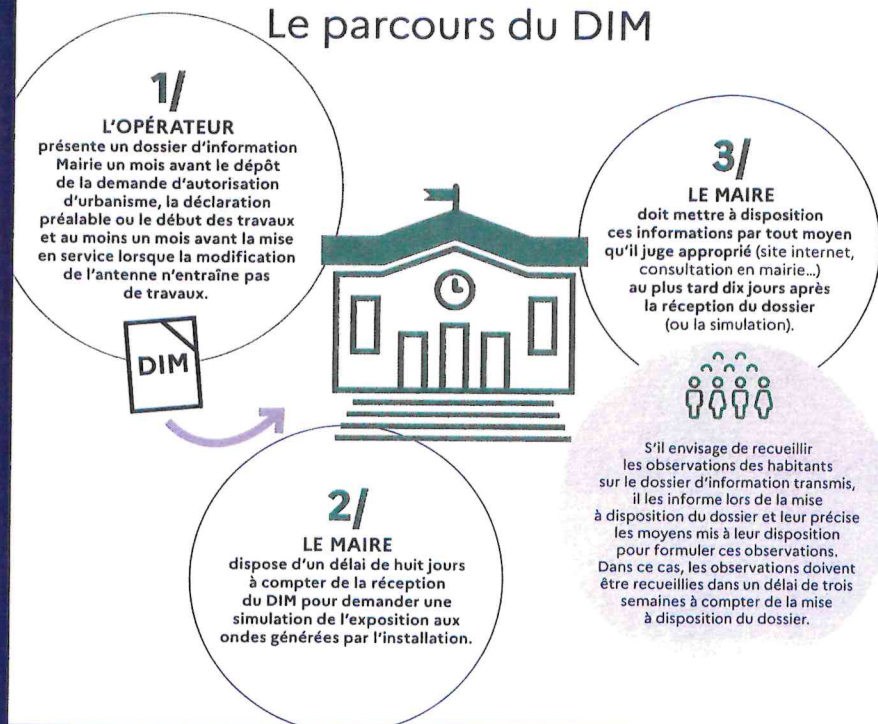 Le parcours du DIM
1/
L'OPÉRATEUR
présente un dossier d'information
Mairie un mois avant le dépôt
de la demande d'autorisation
d'urbanisme, la déclaration
préalable ou le début des travaux
et au moins un mois avant la mise
en service lorsque la modification
de l'antenne n'entraîne pas
de travaux.
DIM
2/
LE MAIRE
dispose d'un délai de huit jours
à compter de la réception
du DIM pour demander une
simulation de l'exposition aux
ondes générées par l'installation.
3/
LE MAIRE
doit mettre à disposition
ces informations par tout moyen
qu'il juge approprié (site internet,
consultation en mairie...)
au plus tard dix jours après
la réception du dossier
(ou la simulation).
S'il envisage de recueillir
les observations des habitants
sur le dossier d'information transmis,
il les informe lors de la mise
à disposition du dossier et leur précise
les moyens mis à leur disposition
pour formuler ces observations.
Dans ce cas, les observations doivent
être recueillies dans un délai de trois
semaines à compter de la mise
à disposition du dossier.